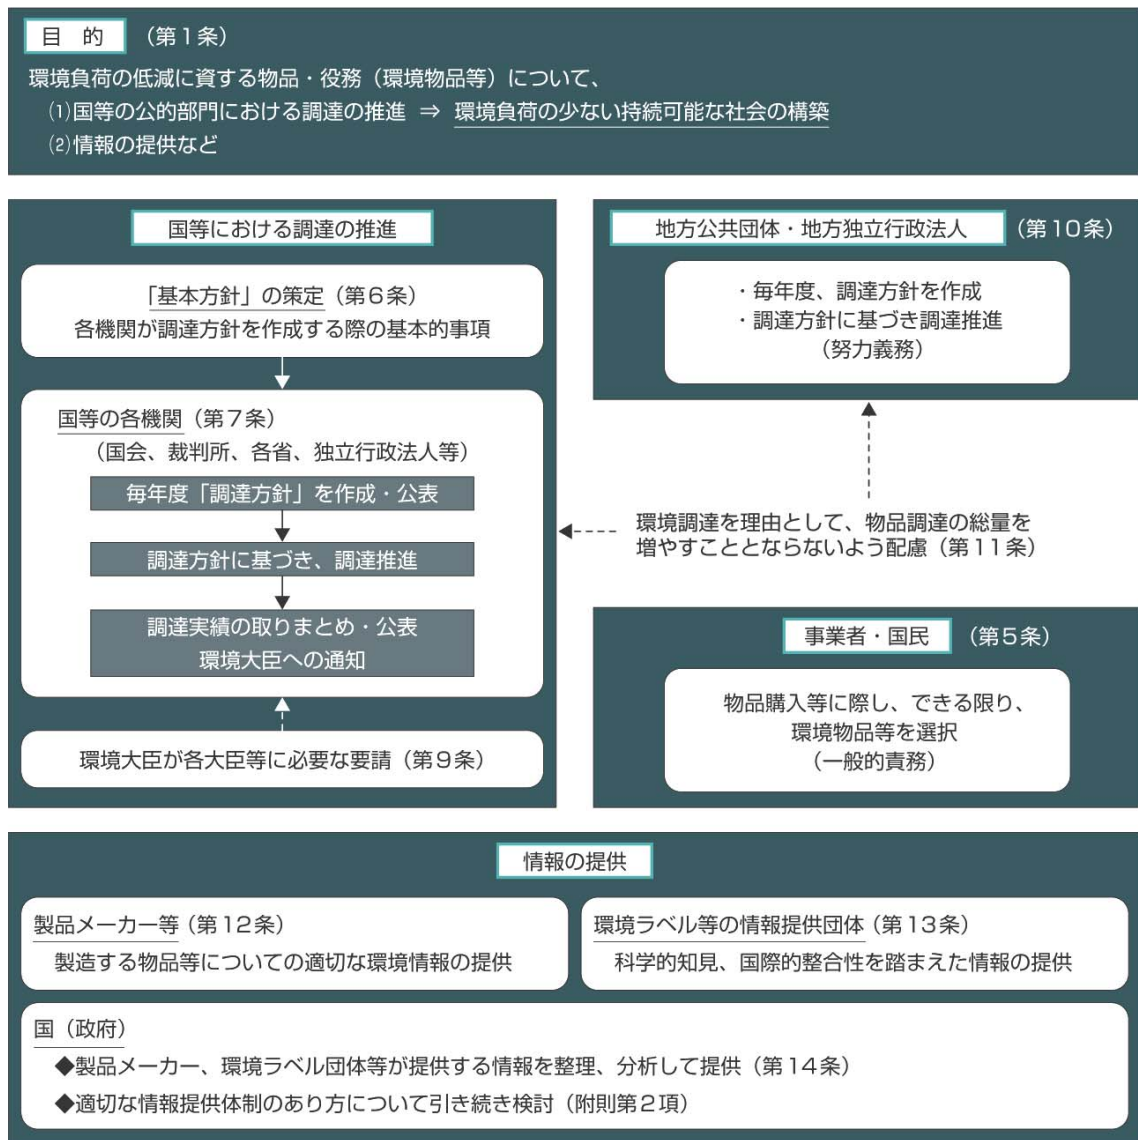 目　的 （第1条）
環境負荷の低減に資する物品・役務（環境物品等）について、
⑴国等の公的部門における調達の推進 ⇒ 環境負荷の少ない持続可能な社会の構築
⑵情報の提供など
国等における調達の推進
「基本方針」の策定（第6条）
各機関が調達方針を作成する際の基本的事項
国等の各機関（第7条）
（国会、裁判所、各省、独立行政法人等）
毎年度「調達方針」を作成・公表
調達方針に基づき、調達推進
調達実績の取りまとめ・公表
環境大臣への通知
環境大臣が各大臣等に必要な要請（第9条）
地方公共団体・地方独立行政法人 （第10条）
・毎年度、調達方針を作成
・調達方針に基づき調達推進
（努力義務）
環境調達を理由として、物品調達の総量を
増やすこととならないよう配慮（第11条）
事業者・国民 （第5条）
物品購入等に際し、できる限り、
環境物品等を選択
（一般的責務）
情報の提供
製品メーカー等（第12条）
製造する物品等についての適切な環境情報の提供
環境ラベル等の情報提供団体（第13条）
科学的知見、国際的整合性を踏まえた情報の提供
国（政府）
◆製品メーカー、環境ラベル団体等が提供する情報を整理、分析して提供（第14条）
◆適切な情報提供体制のあり方について引き続き検討（附則第2項）